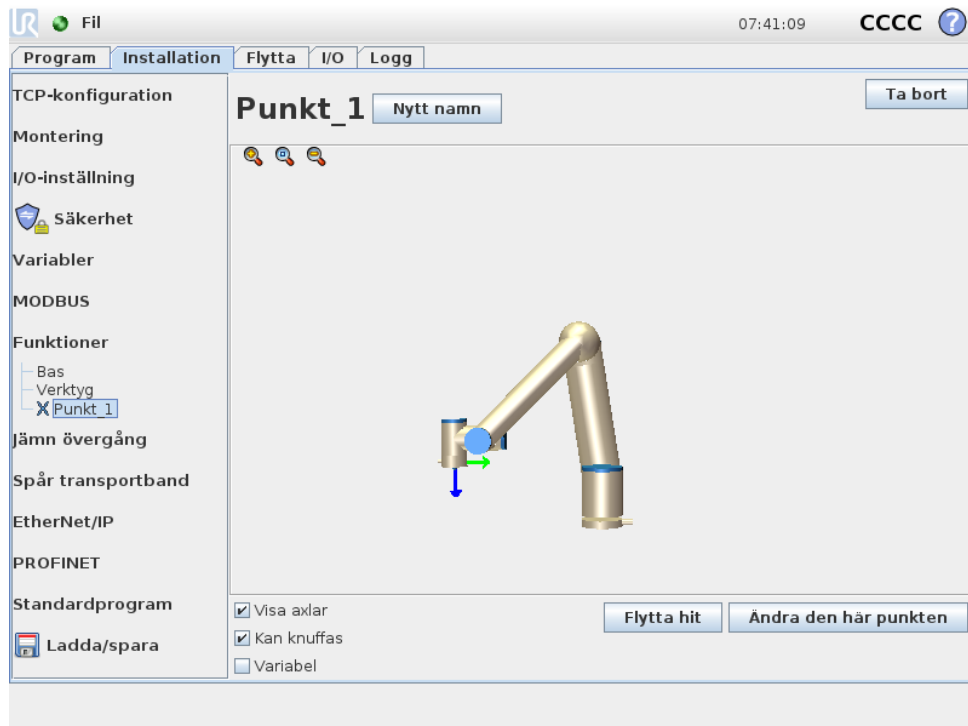 UR
Fil
07:41:09
CCCC
?
Program
Installation
Flytta
I/O
Logg
TCP-konfiguration
Montering
I/O-inställning
Säkerhet
Variabler
MODBUS
Funktioner
Bas
Verktyg
Punkt_1
Jämn övergång
Spår transportband
EtherNet/IP
PROFINET
Standardprogram
Ladda/spara
Punkt_1
Nytt namn
Ta bort
Visa axlar
Kan knuffas
Variabel
Flytta hit
Ändra den här punkten